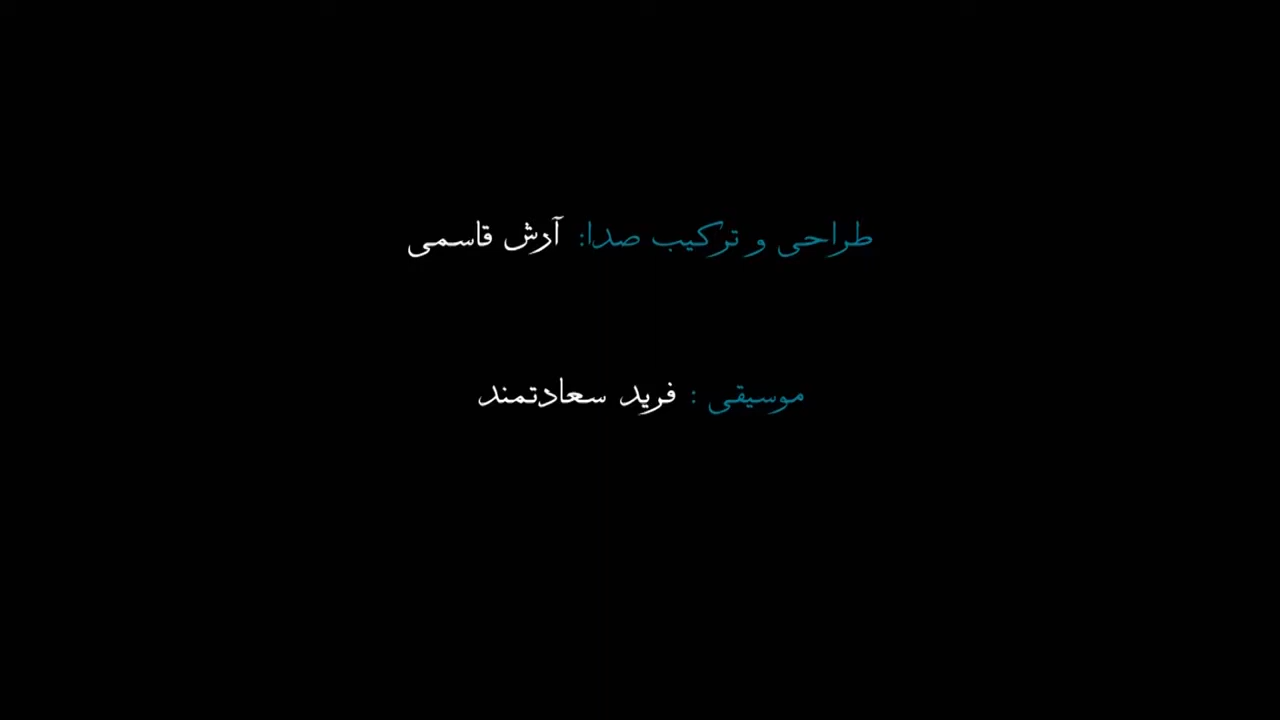 طراحی و ترکیب صدا: آرش قاسمی
موسیقی : فرید سعادتمند